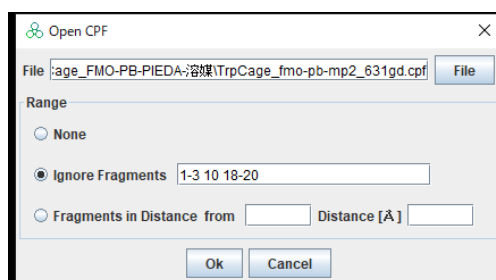 Open CPF
File :age_FMO-PB-PIEDA-溶媒\TrpCage_fmo-pb-mp2_631gd.cpf File
Range
None
Ignore Fragments 1-3 10 18-20
Fragments in Distance from Distance [Å]
Ok Cancel